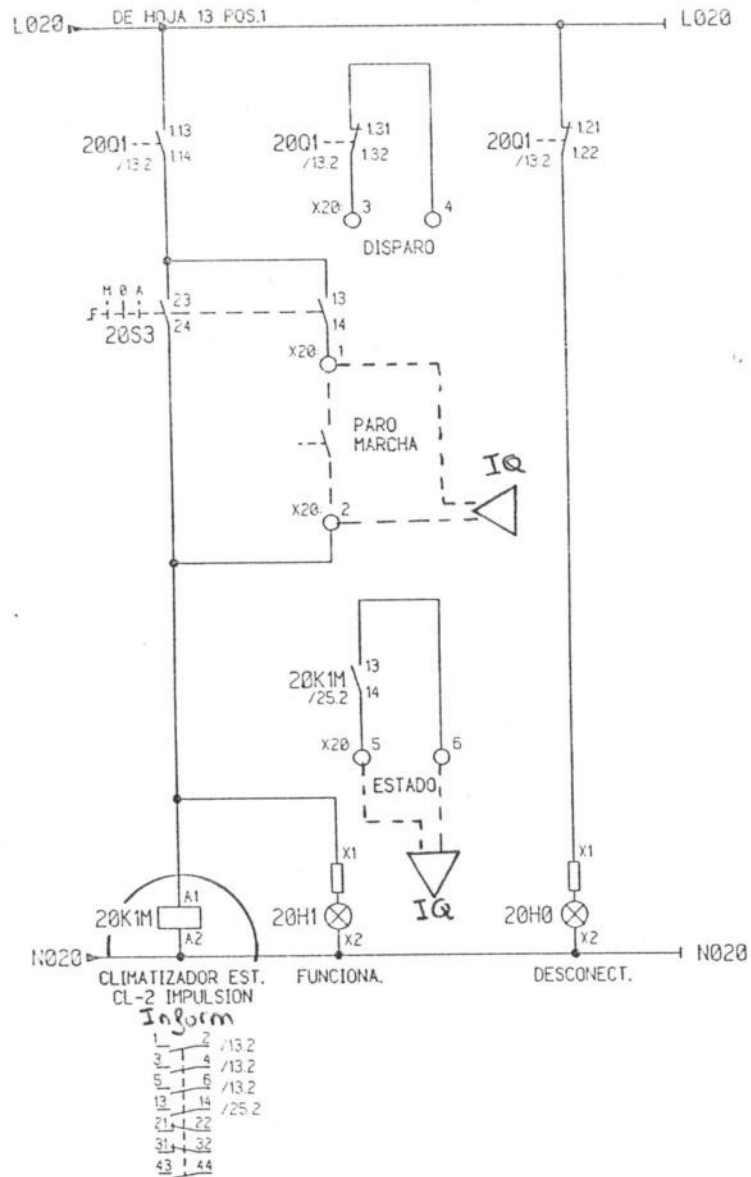 DE HOJA 13 POS.1
L020 L020
1.13 1.31 1.21
20Q1 20Q1 20Q1
/13.2 1.14 /13.2 1.32 /13.2 1.22
X20: 3 4
DISPARO
M 0 A 23 13
20S3 24 14
X20: 1
PARO
MARCHA
IQ
X20: 2
20K1M 13
/25.2 14
X20 5 6
ESTADO
X1 X1
A1
20K1M 20H1 IQ 20H0
A2 X2 X2
N020 N020
CLIMATIZADOR EST. FUNCIONA. DESCONECT.
CL-2 IMPULSION
Inform
1 2 /13.2
3 4 /13.2
5 6 /13.2
13 14 /25.2
21 22
31 32
43 44